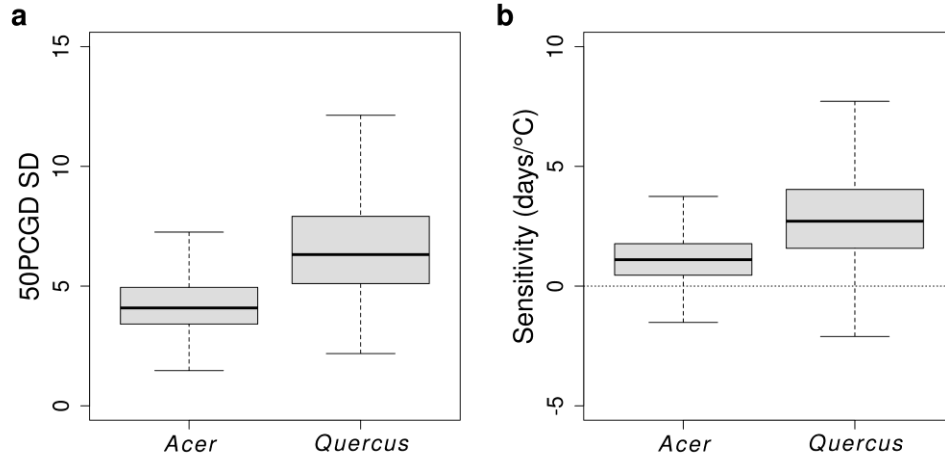 a
50PCGD SD
15
10
5
0
Acer
Quercus
b
Sensitivity (days/°C)
10
5
0
-5
Acer
Quercus